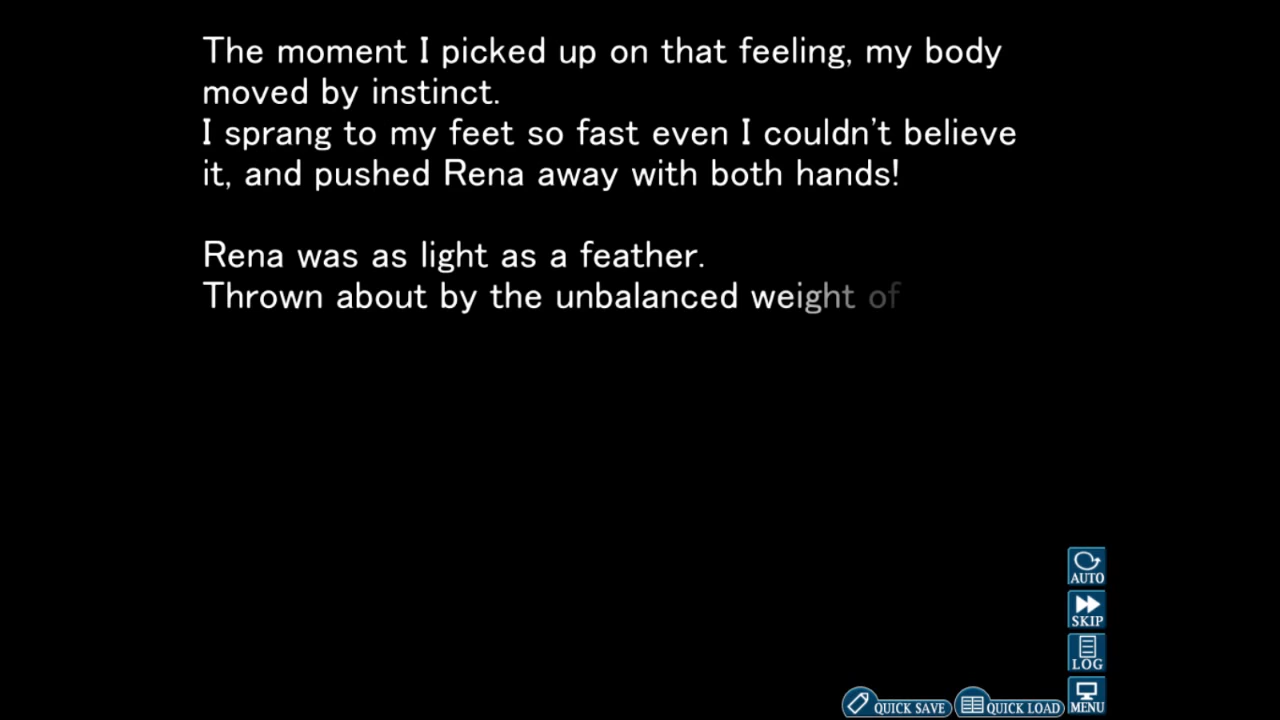 The moment I picked up on that feeling, my body
moved by instinct.
I sprang to my feet so fast even I couldn't believe
it, and pushed Rena away with both hands!
Rena was as light as a feather.
Thrown about by the unbalanced weight of
AUTO
SKIP
LOG
QUICK SAVE
QUICK LOAD
MENU